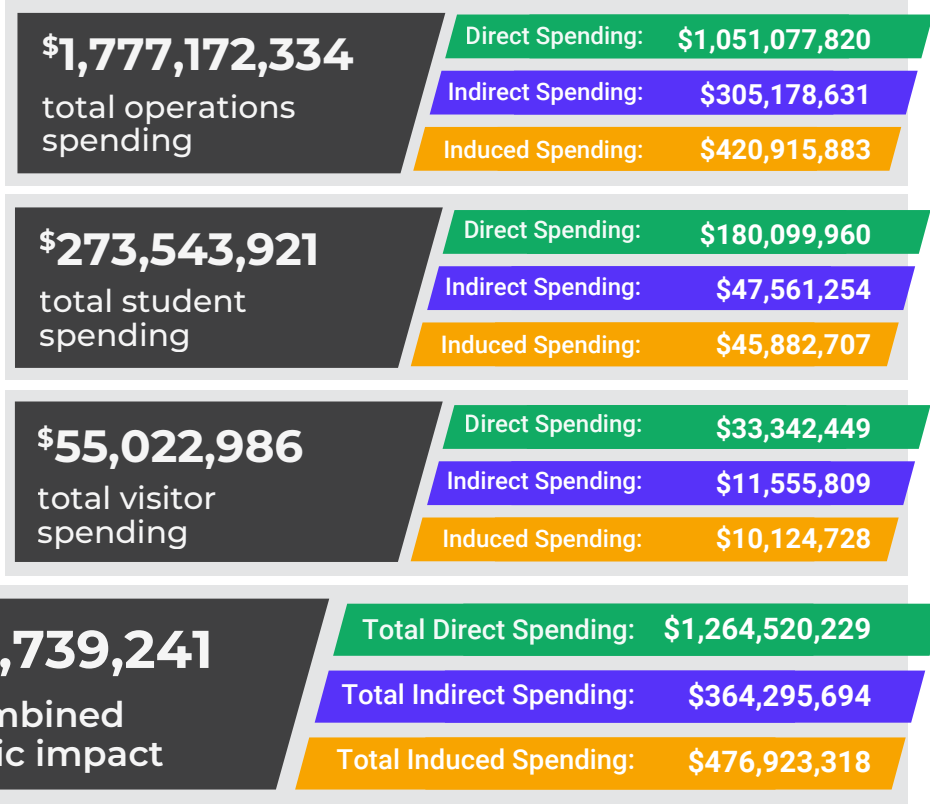 $1,777,172,334
total operations
spending
Direct Spending: $1,051,077,820
Indirect Spending: $305,178,631
Induced Spending: $420,915,883
$273,543,921
total student
spending
Direct Spending: $180,099,960
Indirect Spending: $47,561,254
Induced Spending: $45,882,707
$55,022,986
total visitor
spending
Direct Spending: $33,342,449
Indirect Spending: $11,555,809
Induced Spending: $10,124,728
,739,241
mbined
ic impact
Total Direct Spending: $1,264,520,229
Total Indirect Spending: $364,295,694
Total Induced Spending: $476,923,318